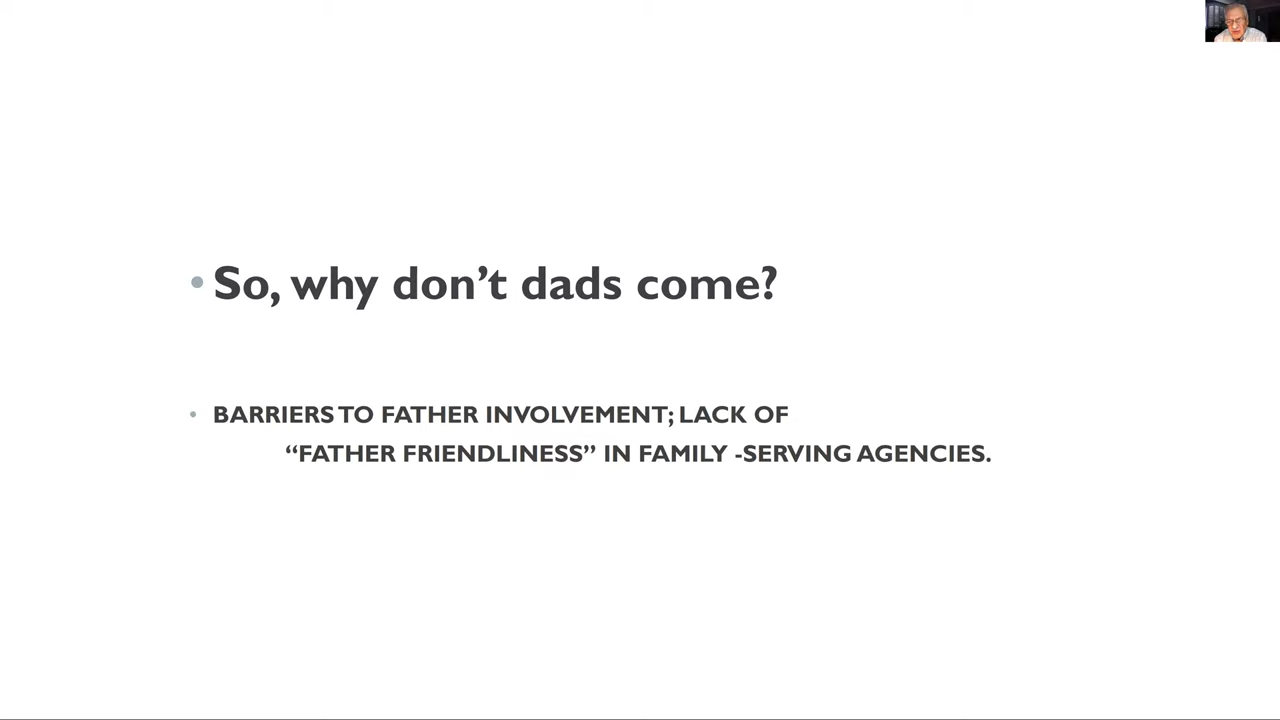 • So, why don’t dads come?
• BARRIERS TO FATHER INVOLVEMENT; LACK OF
“FATHER FRIENDLINESS” IN FAMILY -SERVING AGENCIES.